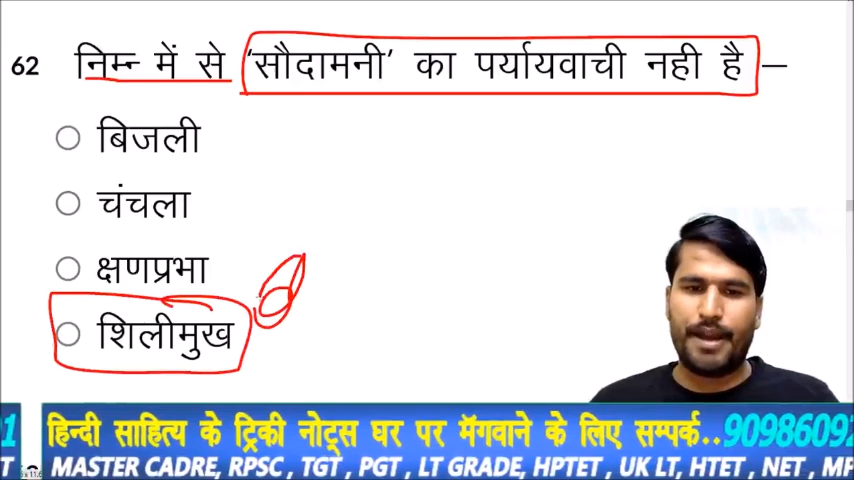 62 निम्न में से 'सौदामनी' का पर्यायवाची नही है –
बिजली
चंचला
क्षणप्रभा
शिलीमुख
हिन्दी साहित्य के ट्रिकी नोट्स घर पर मॅगवाने के लिए सम्पर्क..90986092
MASTER CADRE, RPSC , TGT , PGT , LT GRADE, HPTET , UK LT, HTET , NET , MP